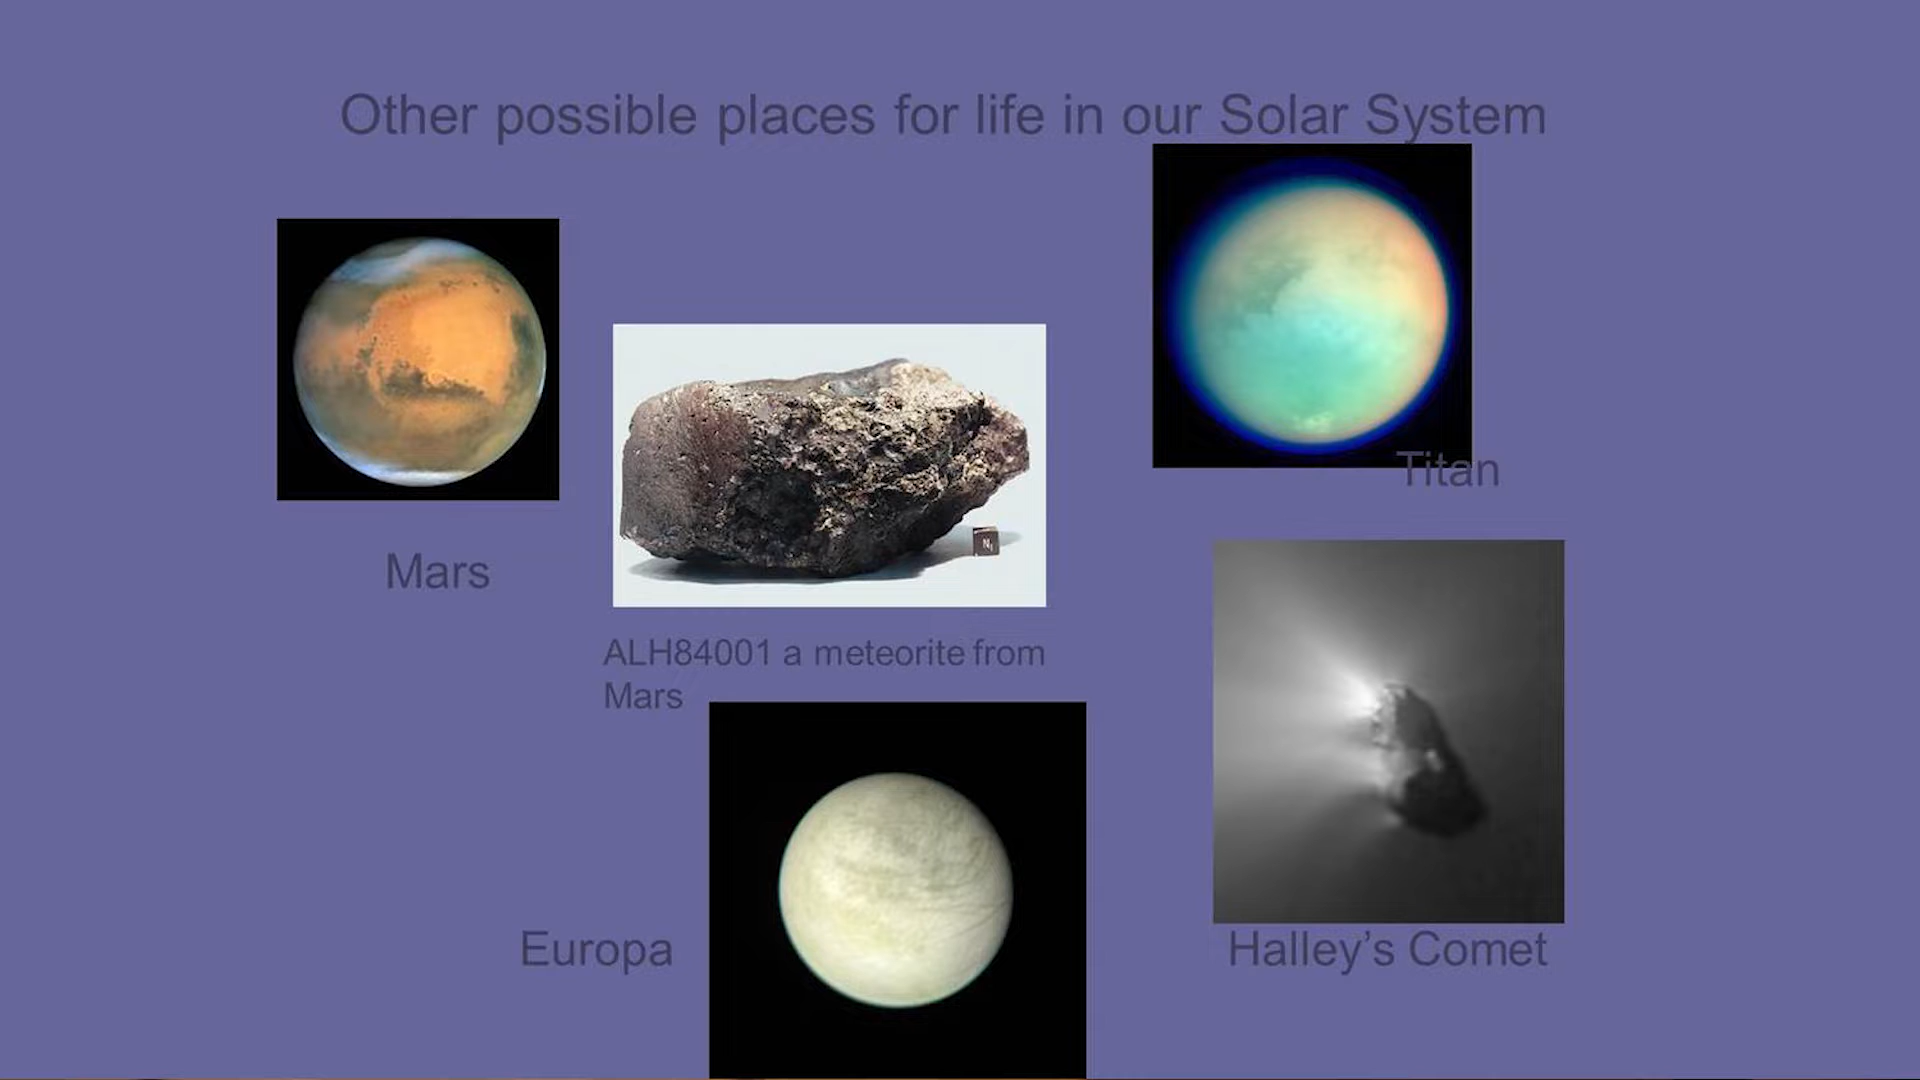 Other possible places for life in our Solar System
Titan
Mars
ALH84001 a meteorite from
Mars
Europa
Halley’s Comet